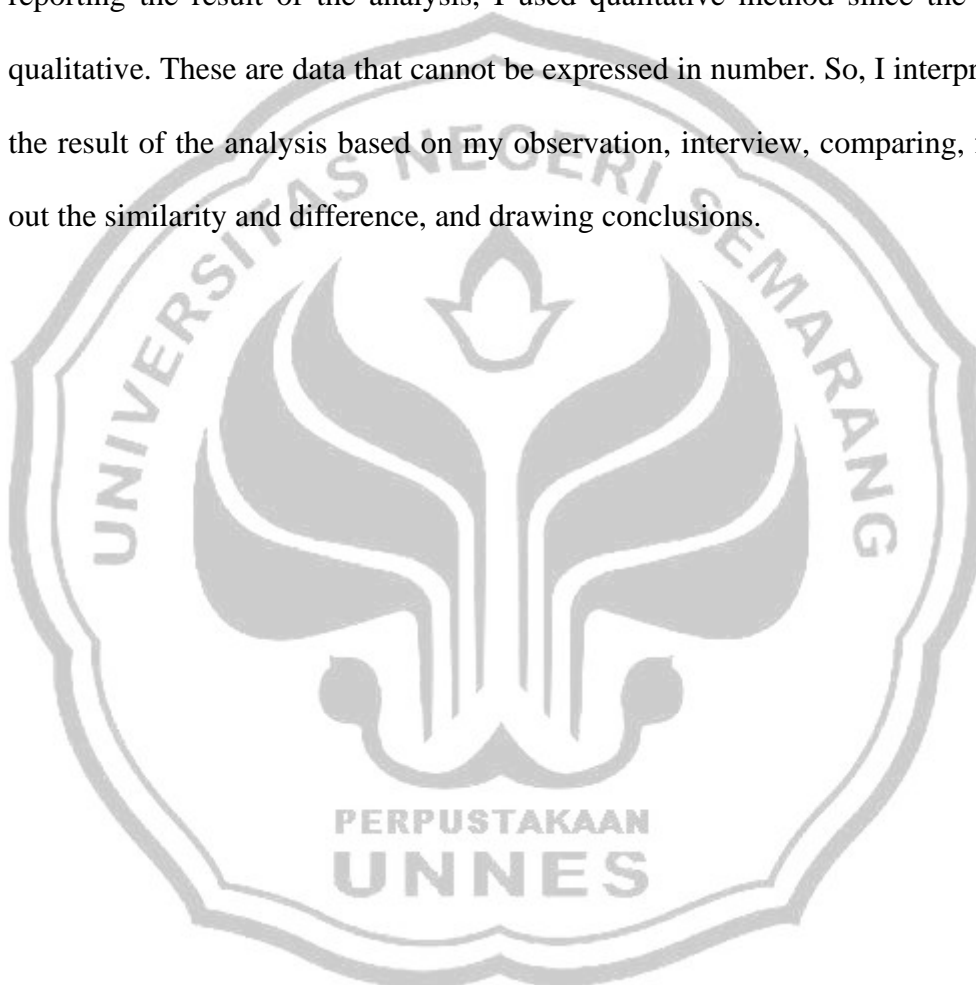 reporting the result of the analysis, I used qualitative method since the
qualitative. These are data that cannot be expressed in number. So, I interpr
the result of the analysis based on my observation, interview, comparing,
out the similarity and difference, and drawing conclusions.
UNIVERSITAS NEGERI SEMARANG
PERPUSTAKAAN
UNNES